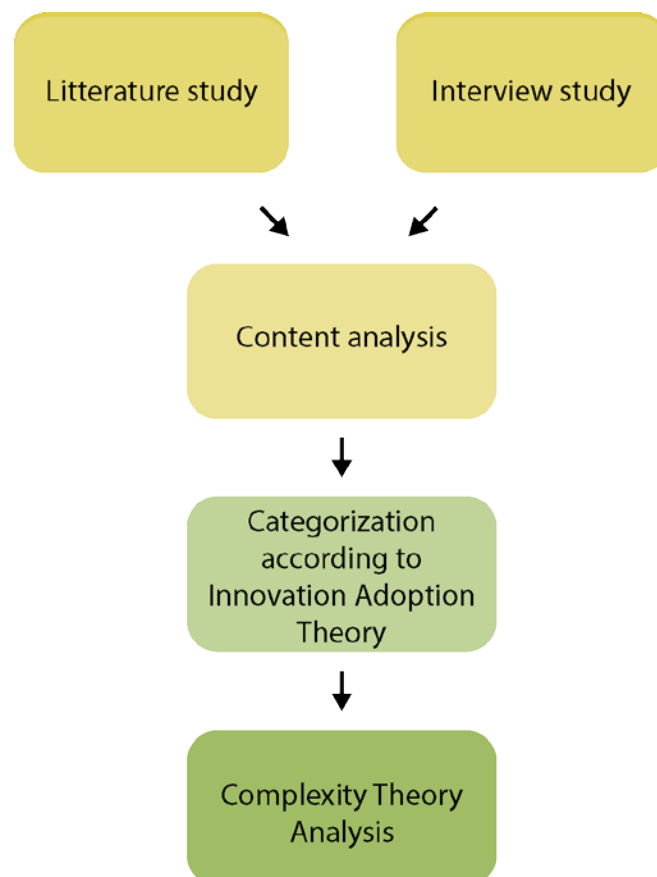 Litterature study
Interview study
Content analysis
Categorization
according to
Innovation Adoption
Theory
Complexity Theory
Analysis